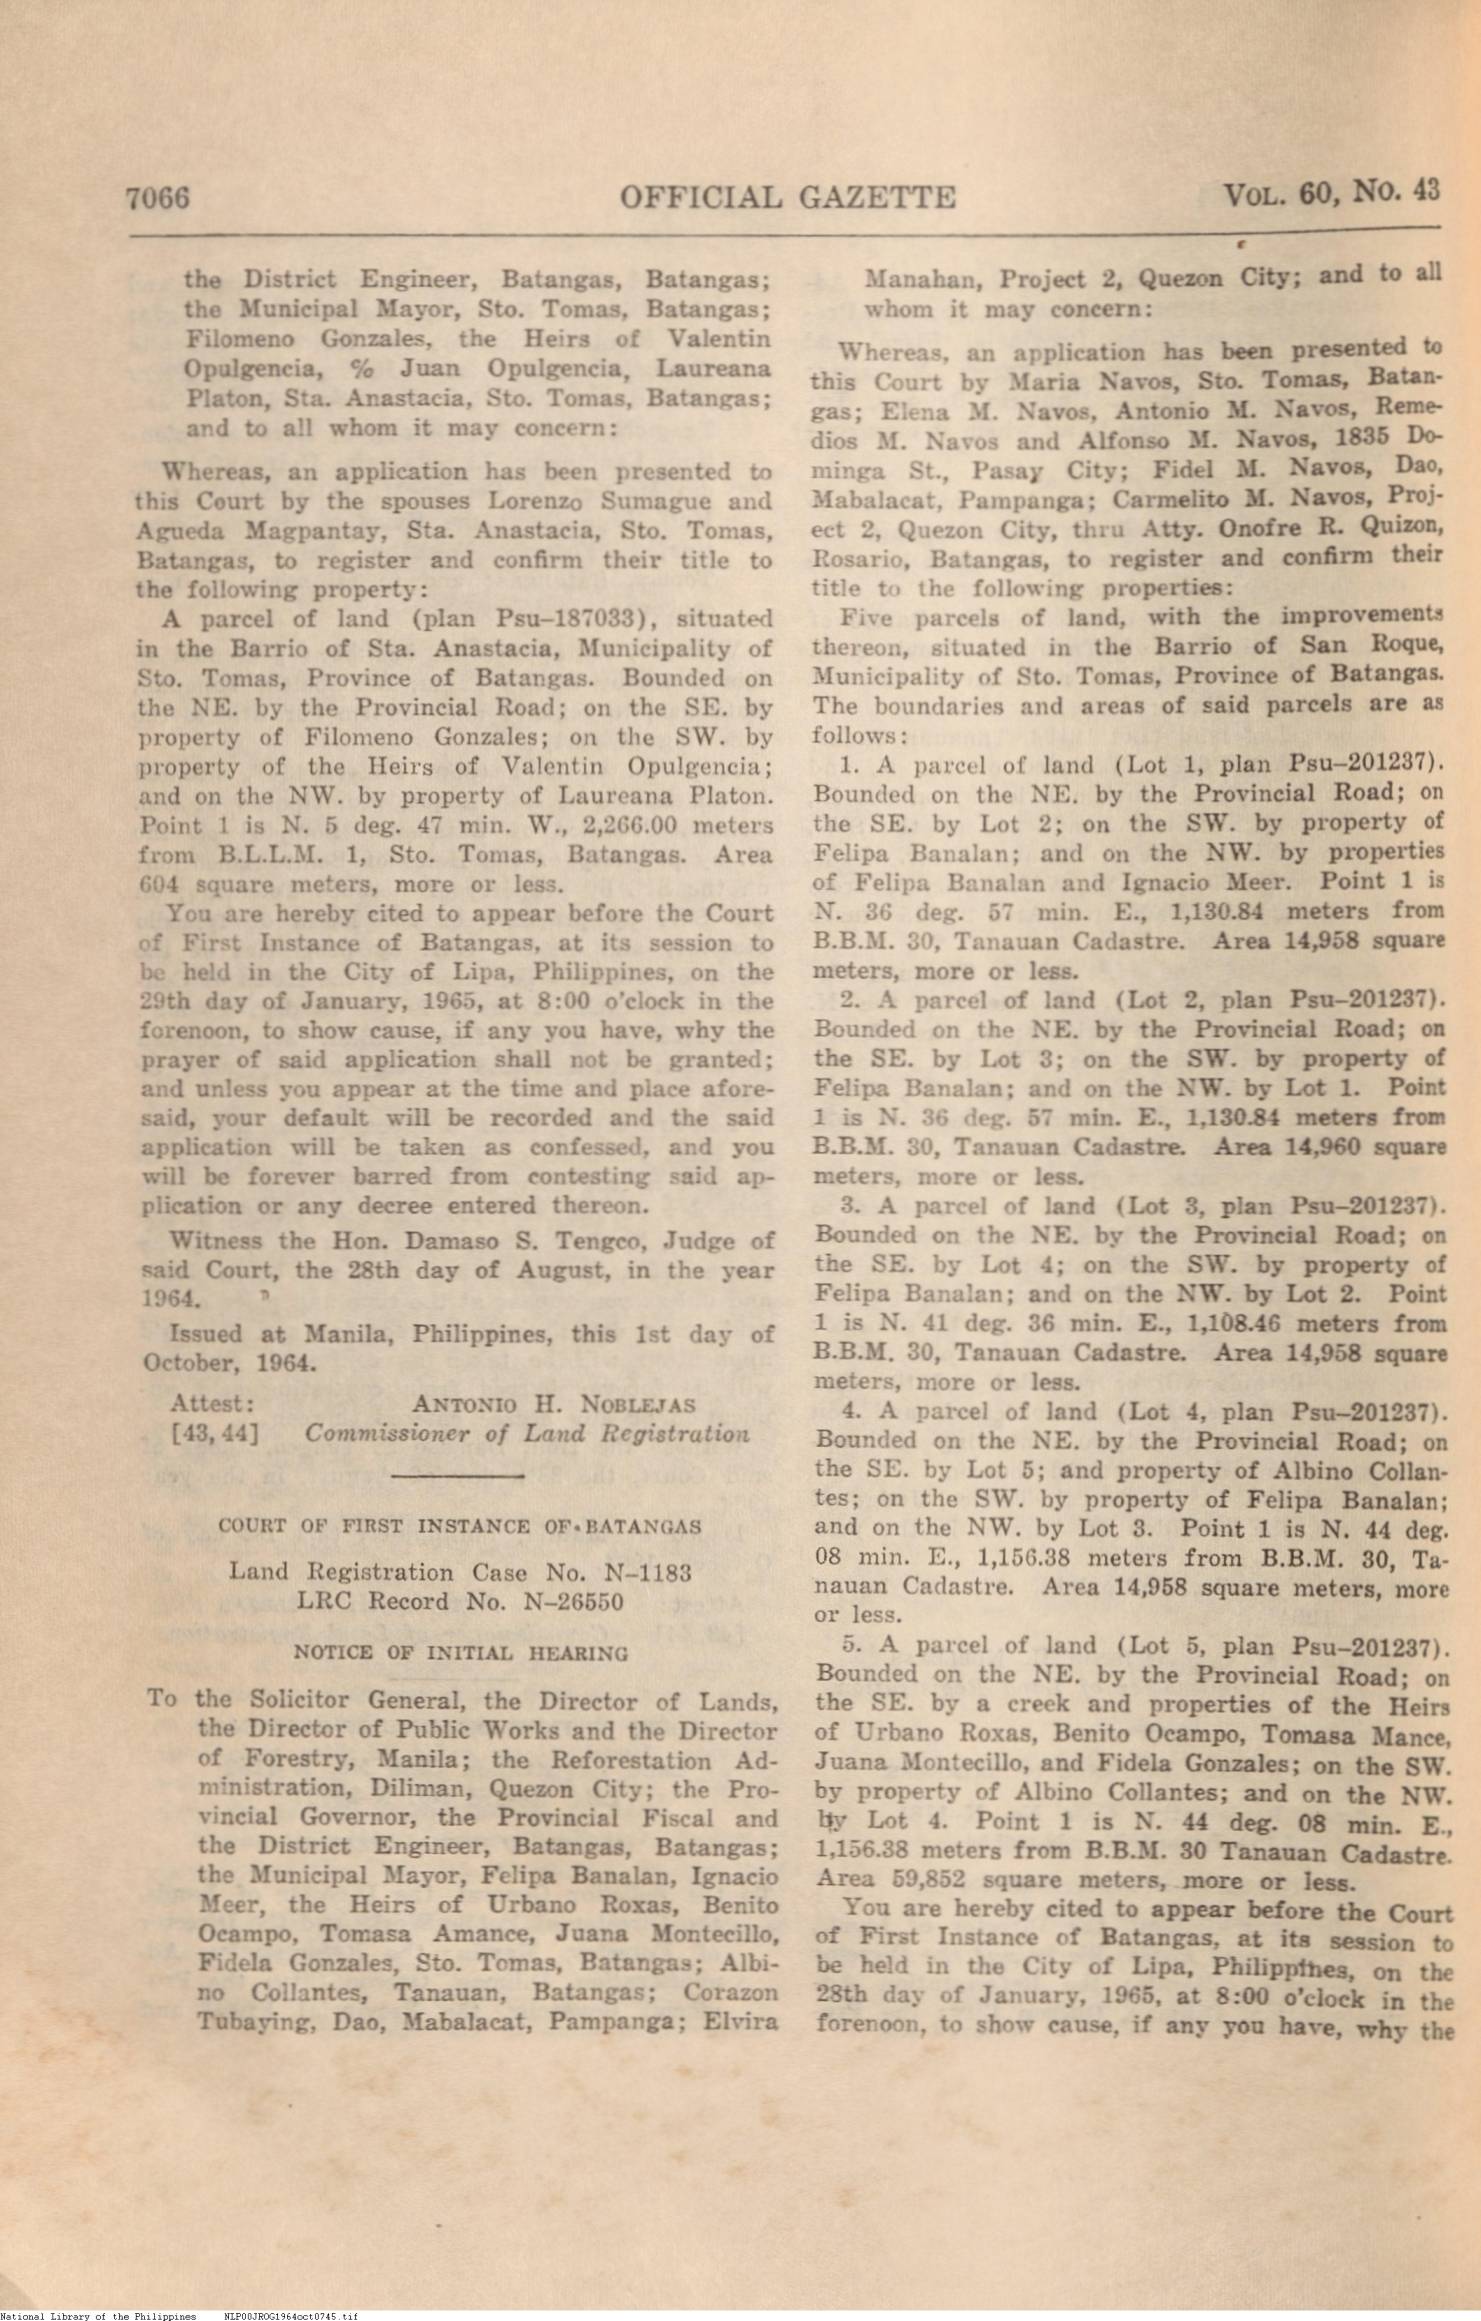 7066
OFFICIAL GAZETTE
VOL. 60, NO. 43
the District Engineer, Batangas, Batangas;
the Municipal Mayor, Sto. Tomas, Batangas;
Filomeno Gonzales, the Heirs of Valentin
Opulgencia, % Juan Opulgencia, Laureana
Platon, Sta. Anastacia, Sto. Tomas, Batangas;
and to all whom it may concern:
Whereas, an application has been presented to
this Court by the spouses Lorenzo Sumague and
Agueda Magpantay, Sta. Anastacia, Sto. Tomas,
Batangas, to register and confirm their title to
the following property:
A parcel of land (plan Psu–187033), situated
in the Barrio of Sta. Anastacia, Municipality of
Sto. Tomas, Province of Batangas. Bounded on
the NE. by the Provincial Road; on the SE. by
property of Filomeno Gonzales; on the SW. by
property of the Heirs of Valentin Opulgencia;
and on the NW. by property of Laureana Platon.
Point 1 is N. 5 deg. 47 min. W., 2,266.00 meters
from B.L.L.M. 1, Sto. Tomas, Batangas. Area
604 square meters, more or less.
You are hereby cited to appear before the Court
of First Instance of Batangas, at its session to
be held in the City of Lipa, Philippines, on the
29th day of January, 1965, at 8:00 o'clock in the
forenoon, to show cause, if any you have, why the
prayer of said application shall not be granted;
and unless you appear at the time and place afore-
said, your default will be recorded and the said
application will be taken as confessed, and you
will be forever barred from contesting said ap-
plication or any decree entered thereon.
Witness the Hon. Damaso S. Tengco, Judge of
said Court, the 28th day of August, in the year
1964.
Issued at Manila, Philippines, this 1st day of
October, 1964.
Attest: ANTONIO H. NOBLEJAS
[43, 44] Commissioner of Land Registration
COURT OF FIRST INSTANCE OF BATANGAS
Land Registration Case No. N–1183
LRC Record No. N–26550
NOTICE OF INITIAL HEARING
To the Solicitor General, the Director of Lands,
the Director of Public Works and the Director
of Forestry, Manila; the Reforestation Ad-
ministration, Diliman, Quezon City; the Pro-
vincial Governor, the Provincial Fiscal and
the District Engineer, Batangas, Batangas;
the Municipal Mayor, Felipa Banalan, Ignacio
Meer, the Heirs of Urbano Roxas, Benito
Ocampo, Tomasa Amance, Juana Montecillo,
Fidela Gonzales, Sto. Tomas, Batangas; Albi-
no Collantes, Tanauan, Batangas; Corazon
Tubaying, Dao, Mabalacat, Pampanga; Elvira
Manahan, Project 2, Quezon City; and to all
whom it may concern:
Whereas, an application has been presented to
this Court by Maria Navos, Sto. Tomas, Batan-
gas; Elena M. Navos, Antonio M. Navos, Reme-
dios M. Navos and Alfonso M. Navos, 1835 Do-
minga St., Pasay City; Fidel M. Navos, Dao,
Mabalacat, Pampanga; Carmelito M. Navos, Proj-
ect 2, Quezon City, thru Atty. Onofre R. Quizon,
Rosario, Batangas, to register and confirm their
title to the following properties:
Five parcels of land, with the improvements
thereon, situated in the Barrio of San Roque,
Municipality of Sto. Tomas, Province of Batangas.
The boundaries and areas of said parcels are as
follows:
1. A parcel of land (Lot 1, plan Psu–201237).
Bounded on the NE. by the Provincial Road; on
the SE. by Lot 2; on the SW. by property of
Felipa Banalan; and on the NW. by properties
of Felipa Banalan and Ignacio Meer. Point 1 is
N. 36 deg. 57 min. E., 1,130.84 meters from
B.B.M. 30, Tanauan Cadastre. Area 14,958 square
meters, more or less.
2. A parcel of land (Lot 2, plan Psu–201237).
Bounded on the NE. by the Provincial Road; on
the SE. by Lot 3; on the SW. by property of
Felipa Banalan; and on the NW. by Lot 1. Point
1 is N. 36 deg. 57 min. E., 1,130.84 meters from
B.B.M. 30, Tanauan Cadastre. Area 14,960 square
meters, more or less.
3. A parcel of land (Lot 3, plan Psu–201237).
Bounded on the NE. by the Provincial Road; on
the SE. by Lot 4; on the SW. by property of
Felipa Banalan; and on the NW. by Lot 2. Point
1 is N. 41 deg. 36 min. E., 1,108.46 meters from
B.B.M. 30, Tanauan Cadastre. Area 14,958 square
meters, more or less.
4. A parcel of land (Lot 4, plan Psu–201237).
Bounded on the NE. by the Provincial Road; on
the SE. by Lot 5; and property of Albino Collan-
tes; on the SW. by property of Felipa Banalan;
and on the NW. by Lot 3. Point 1 is N. 44 deg.
08 min. E., 1,156.38 meters from B.B.M. 30, Ta-
nauan Cadastre. Area 14,958 square meters, more
or less.
5. A parcel of land (Lot 5, plan Psu–201237).
Bounded on the NE. by the Provincial Road; on
the SE. by a creek and properties of the Heirs
of Urbano Roxas, Benito Ocampo, Tomasa Mance,
Juana Montecillo, and Fidela Gonzales; on the SW.
by property of Albino Collantes; and on the NW.
by Lot 4. Point 1 is N. 44 deg. 08 min. E.,
1,156.38 meters from B.B.M. 30 Tanauan Cadastre.
Area 59,852 square meters, more or less.
You are hereby cited to appear before the Court
of First Instance of Batangas, at its session to
be held in the City of Lipa, Philippines, on the
28th day of January, 1965, at 8:00 o'clock in the
forenoon, to show cause, if any you have, why the
National Library of the Philippines NLP00JROG1964oct0745.tif